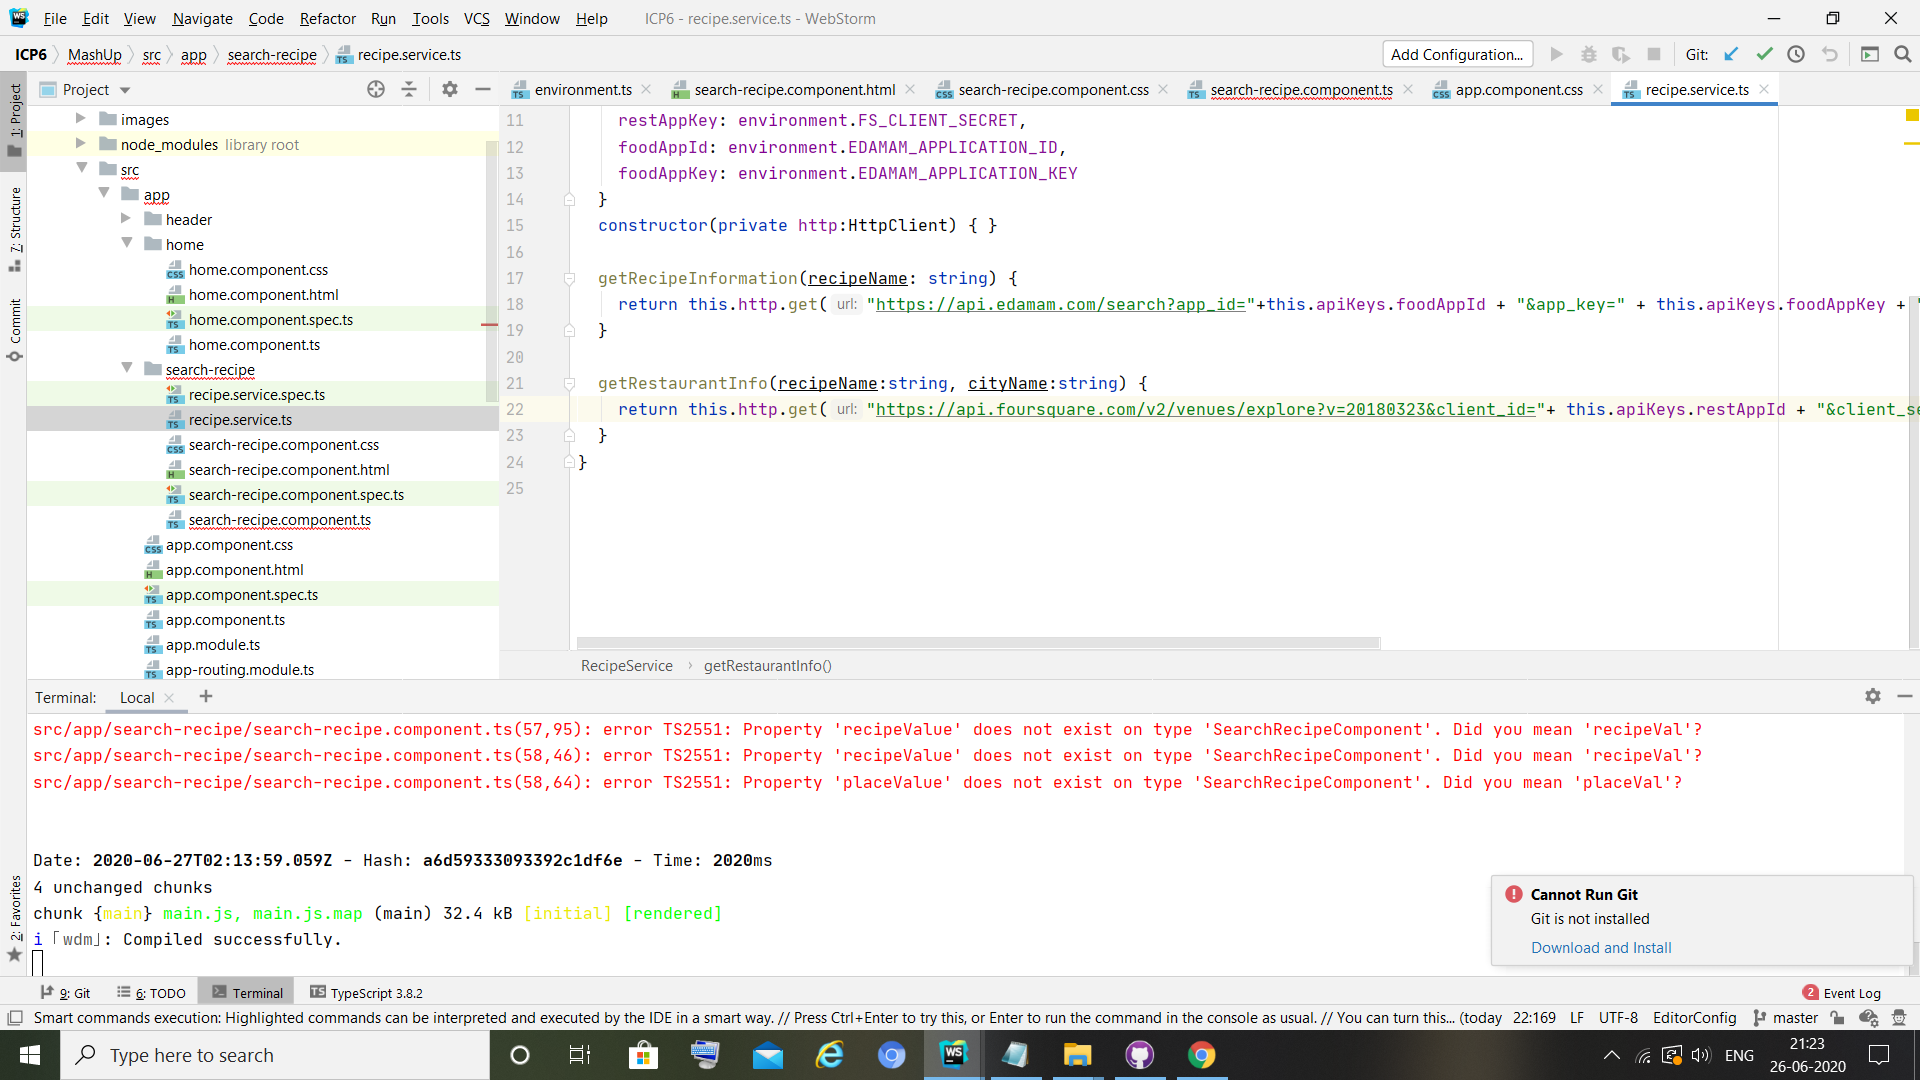 File Edit View Navigate Code Refactor Run Tools VCS Window Help ICP6 - recipe.service.ts - WebStorm
ICP6 MashUp src app search-recipe recipe.service.ts Add Configuration... Git:
Project
environment.ts search-recipe.component.html search-recipe.component.css search-recipe.component.ts app.component.css recipe.service.ts
1: Project
7: Structure
Commit
2: Favorites
images
node_modules library root
src
app
header
home
home.component.css
home.component.html
home.component.spec.ts
home.component.ts
search-recipe
recipe.service.spec.ts
recipe.service.ts
search-recipe.component.css
search-recipe.component.html
search-recipe.component.spec.ts
search-recipe.component.ts
app.component.css
app.component.html
app.component.spec.ts
app.component.ts
app.module.ts
app-routing.module.ts
11 restAppKey: environment.FS_CLIENT_SECRET,
12 foodAppId: environment.EDAMAM_APPLICATION_ID,
13 foodAppKey: environment.EDAMAM_APPLICATION_KEY
14 }
15 constructor(private http:HttpClient) { }
16
17 getRecipeInformation(recipeName: string) {
18 return this.http.get( url: "https://api.edamam.com/search?app_id="+this.apiKeys.foodAppId + "&app_key=" + this.apiKeys.foodAppKey + "
19 }
20
21 getRestaurantInfo(recipeName:string, cityName:string) {
22 return this.http.get( url: "https://api.foursquare.com/v2/venues/explore?v=20180323&client_id="+ this.apiKeys.restAppId + "&client_se
23 }
24 }
25
RecipeService › getRestaurantInfo()
Terminal: Local +
src/app/search-recipe/search-recipe.component.ts(57,95): error TS2551: Property 'recipeValue' does not exist on type 'SearchRecipeComponent'. Did you mean 'recipeVal'?
src/app/search-recipe/search-recipe.component.ts(58,46): error TS2551: Property 'recipeValue' does not exist on type 'SearchRecipeComponent'. Did you mean 'recipeVal'?
src/app/search-recipe/search-recipe.component.ts(58,64): error TS2551: Property 'placeValue' does not exist on type 'SearchRecipeComponent'. Did you mean 'placeVal'?
Date: 2020-06-27T02:13:59.059Z - Hash: a6d59333093392c1df6e - Time: 2020ms
4 unchanged chunks
chunk {main} main.js, main.js.map (main) 32.4 kB [initial] [rendered]
i ｢wdm｣: Compiled successfully.
Cannot Run Git
Git is not installed
Download and Install
9: Git 6: TODO Terminal TypeScript 3.8.2 2 Event Log
Smart commands execution: Highlighted commands can be interpreted and executed by the IDE in a smart way. // Press Ctrl+Enter to try this, or Enter to run the command in the console as usual. // You can turn this... (today 22:169 LF UTF-8 EditorConfig master
Type here to search
ENG
21:23
26-06-2020